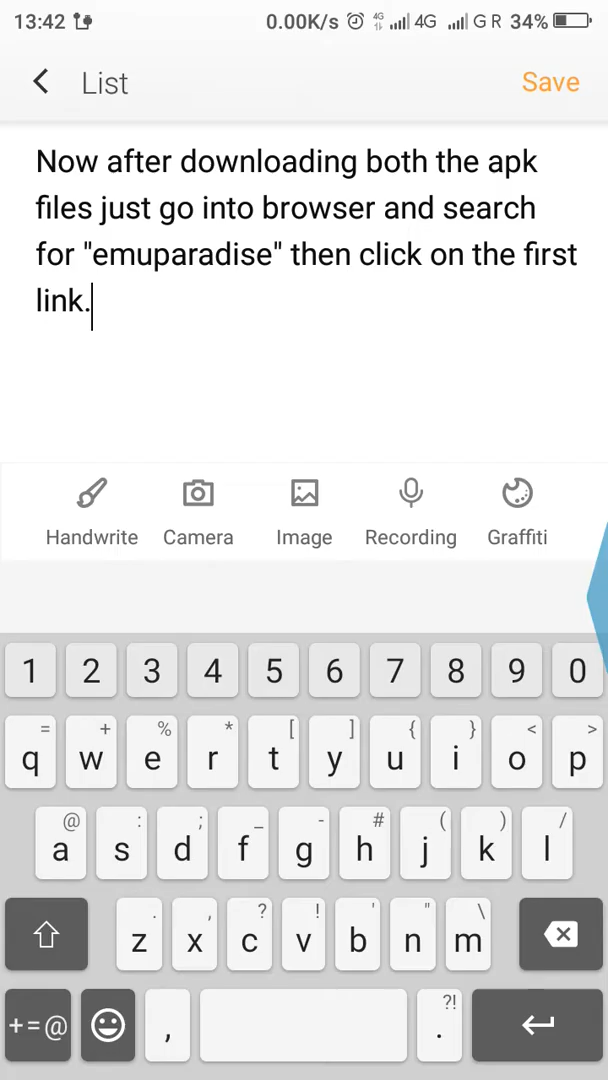 13:42 0.00K/s 4G 4G G R 34%
List Save
Now after downloading both the apk
files just go into browser and search
for "emuparadise" then click on the first
link.
Handwrite Camera Image Recording Graffiti
1 2 3 4 5 6 7 8 9 0
= + % * [ ] { } < >
q w e r t y u i o p
@ : ; _ - # ( ) /
a s d f g h j k l
. , ? ! ' " \
z x c v b n m
?!
+=@ , .